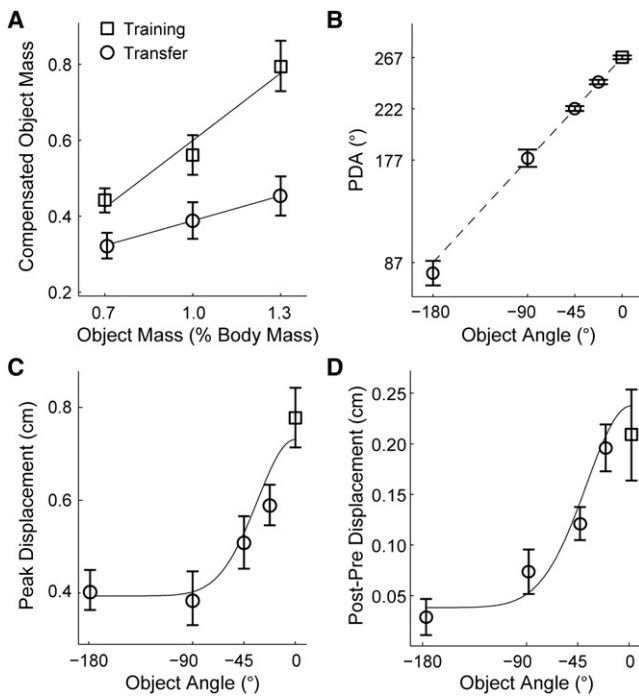 A
□ Training
○ Transfer
Compensated Object Mass
0.8
0.6
0.4
0.2
0.7 1.0 1.3
Object Mass (% Body Mass)
B
PDA (°)
267
222
177
87
−180 −90 −45 0
Object Angle (°)
C
Peak Displacement (cm)
0.8
0.6
0.4
−180 −90 −45 0
Object Angle (°)
D
Post-Pre Displacement (cm)
0.25
0.20
0.15
0.10
0.05
−180 −90 −45 0
Object Angle (°)